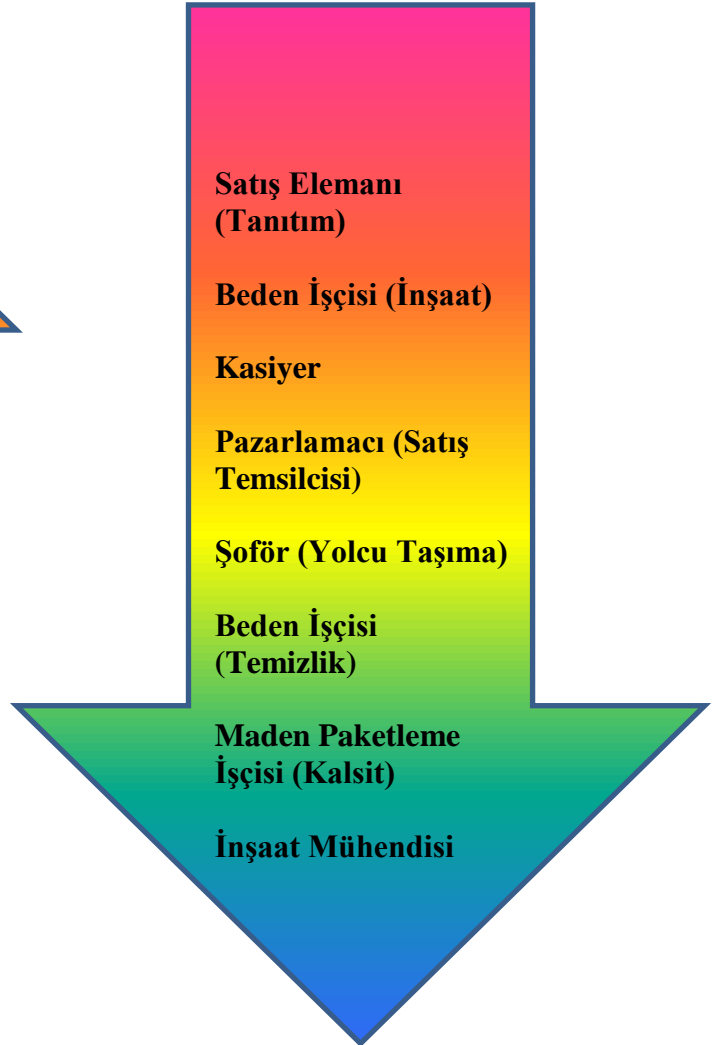 Satış Elemanı
(Tanıtım)
Beden İşçisi (İnşaat)
Kasiyer
Pazarlamacı (Satış
Temsilcisi)
Şoför (Yolcu Taşıma)
Beden İşçisi
(Temizlik)
Maden Paketleme
İşçisi (Kalsit)
İnşaat Mühendisi